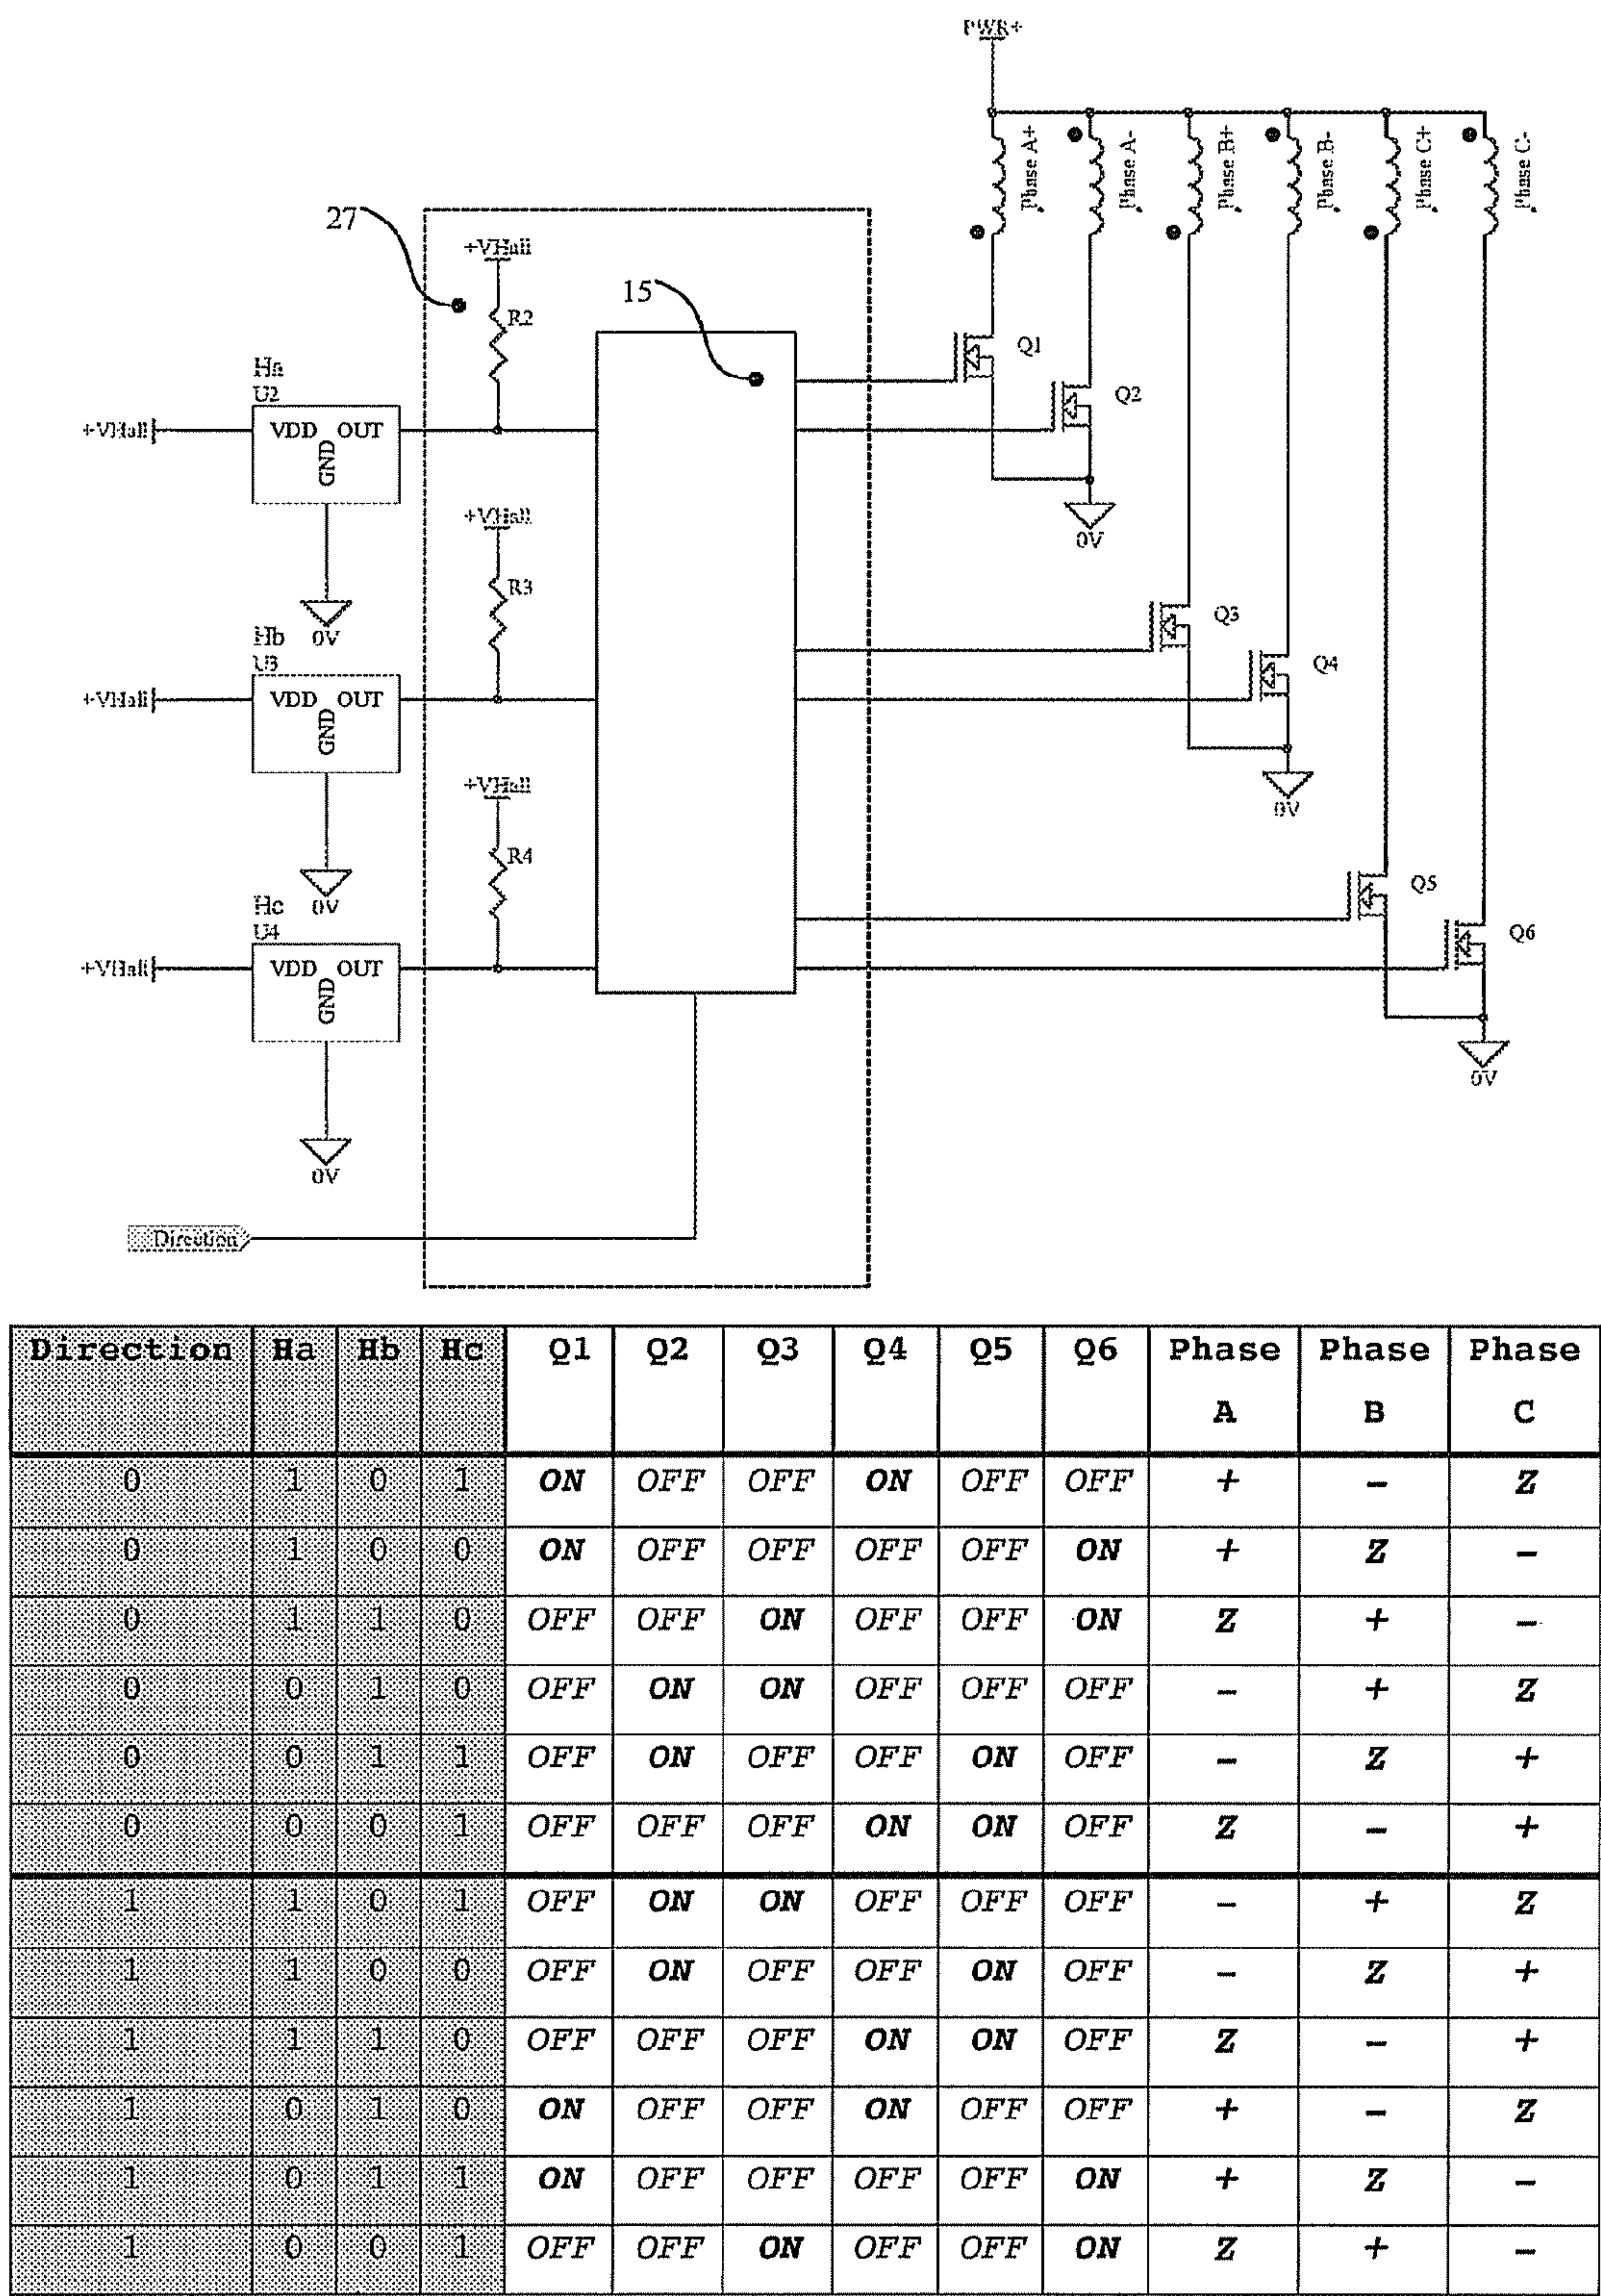 PWR+
Phase A+
Phase A-
Phase B+
Phase B-
Phase C+
Phase C-
27
+VHall
R2
15
Q1
Ha
U2
Q2
+VHall
VDD OUT
GND
0V
+VHall
R3
Q3
Hb 0V
U3
Q4
+VHall
VDD OUT
GND
0V
+VHall
R4
Q5
Hc 0V
U4
Q6
+VHall
VDD OUT
GND
0V
0V
Direction
Direction Ha Hb Hc Q1 Q2 Q3 Q4 Q5 Q6 Phase A Phase B Phase C
0 1 0 1 ON OFF OFF ON OFF OFF + - Z
0 1 0 0 ON OFF OFF OFF OFF ON + Z -
0 1 1 0 OFF OFF ON OFF OFF ON Z + -
0 0 1 0 OFF ON ON OFF OFF OFF - + Z
0 0 1 1 OFF ON OFF OFF ON OFF - Z +
0 0 0 1 OFF OFF OFF ON ON OFF Z - +
1 1 0 1 OFF ON ON OFF OFF OFF - + Z
1 1 0 0 OFF ON OFF OFF ON OFF - Z +
1 1 1 0 OFF OFF OFF ON ON OFF Z - +
1 0 1 0 ON OFF OFF ON OFF OFF + - Z
1 0 1 1 ON OFF OFF OFF OFF ON + Z -
1 0 0 1 OFF OFF ON OFF OFF ON Z + -